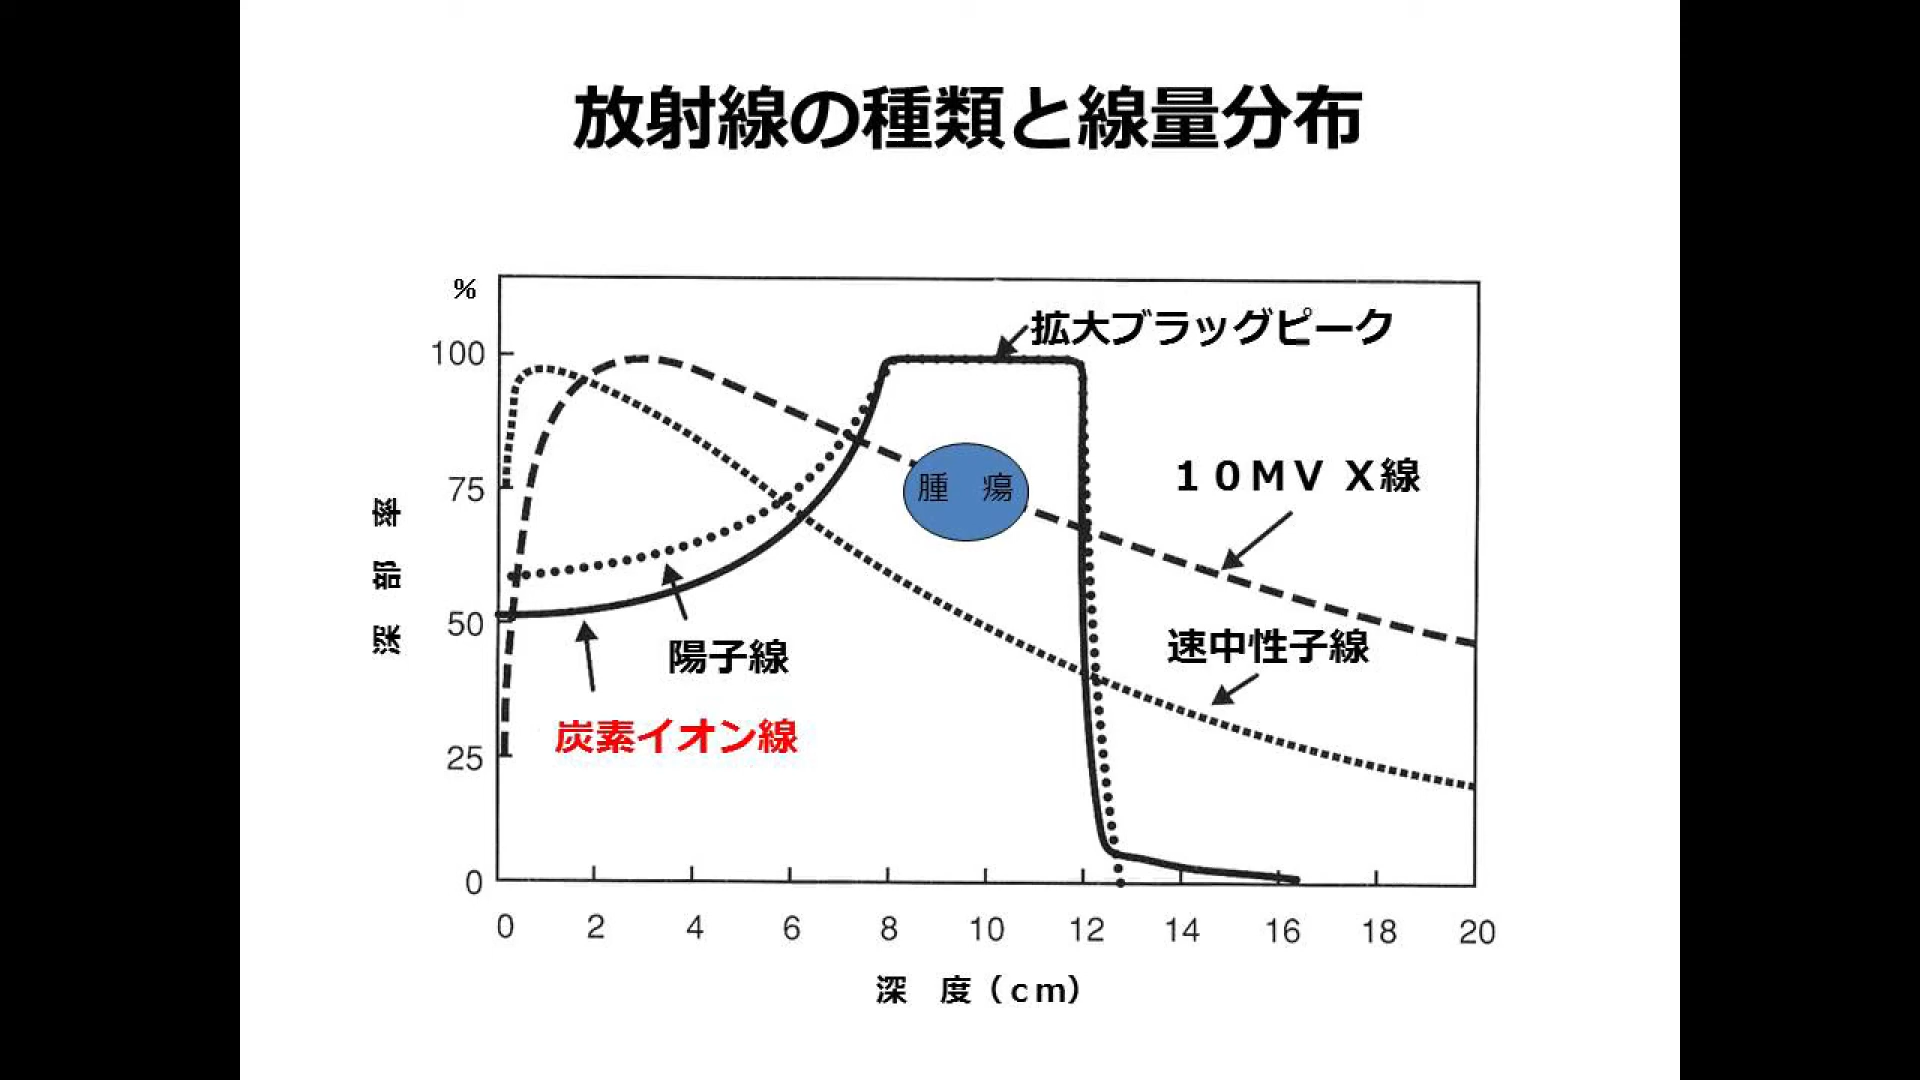 放射線の種類と線量分布
%
100
75
50
25
0
深部率
拡大ブラッグピーク
腫　瘍
１０ＭＶ Ｘ線
陽子線
速中性子線
炭素イオン線
0 2 4 6 8 10 12 14 16 18 20
深　度（ｃｍ）